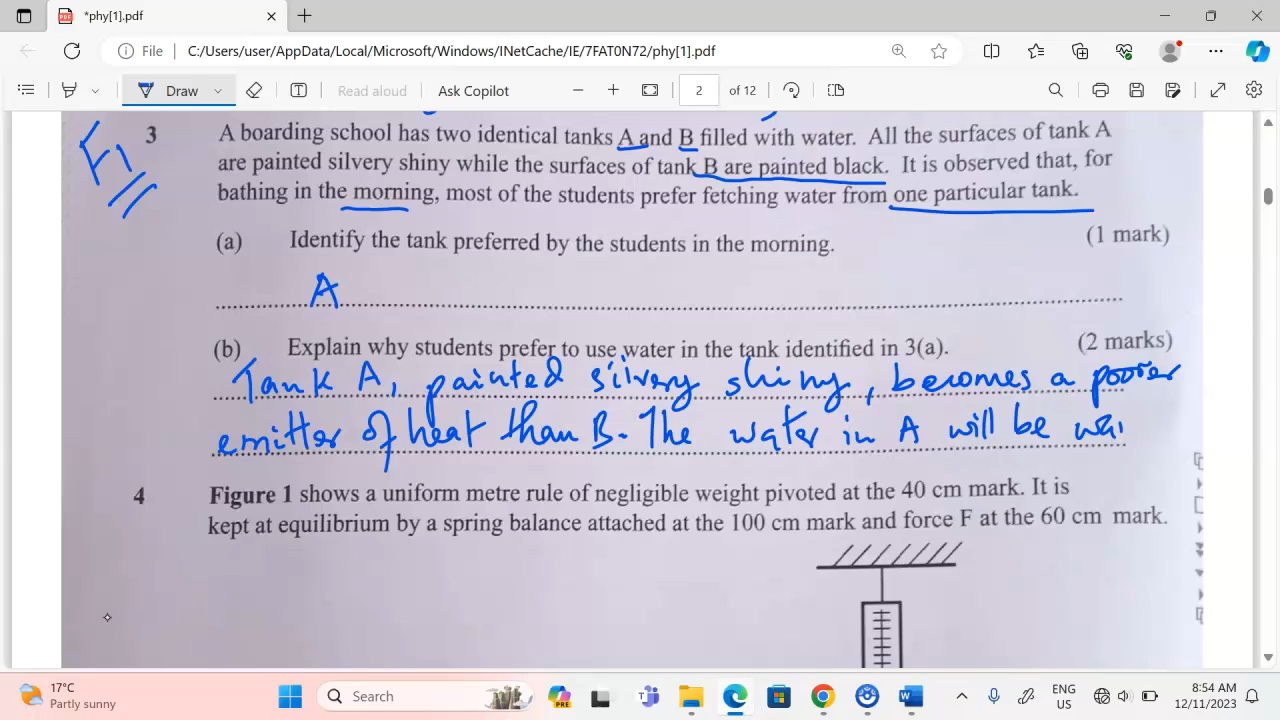 *phy[1].pdf
File C:/Users/user/AppData/Local/Microsoft/Windows/INetCache/IE/7FAT0N72/phy[1].pdf
Draw Read aloud Ask Copilot 2 of 12
F1
3 A boarding school has two identical tanks A and B filled with water. All the surfaces of tank A
are painted silvery shiny while the surfaces of tank B are painted black. It is observed that, for
bathing in the morning, most of the students prefer fetching water from one particular tank.
(a) Identify the tank preferred by the students in the morning. (1 mark)
A
(b) Explain why students prefer to use water in the tank identified in 3(a). (2 marks)
Tank A, painted silvery shiny, becomes a poorer
emitter of heat than B. The water in A will be wa
4 Figure 1 shows a uniform metre rule of negligible weight pivoted at the 40 cm mark. It is
kept at equilibrium by a spring balance attached at the 100 cm mark and force F at the 60 cm mark.
17°C
Partly sunny
Search
PRE
ENG
US
8:54 AM
12/11/2023